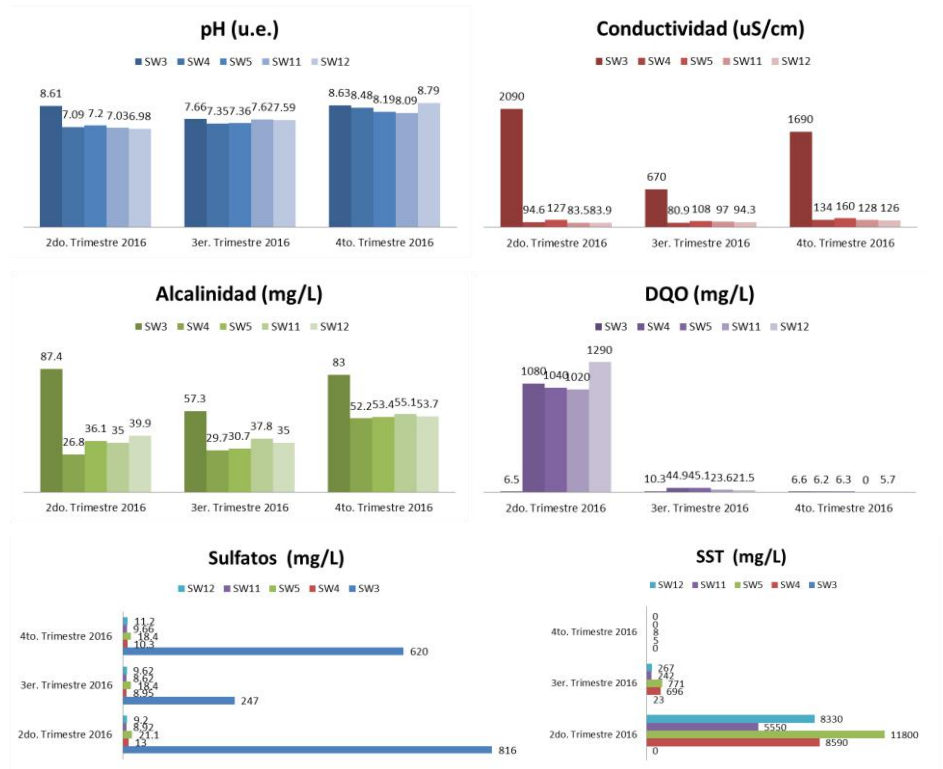 pH (u.e.)
SW3 SW4 SW5 SW11 SW12
8.61 7.09 7.2 7.03 6.98
7.66 7.35 7.36 7.62 7.59
8.63 8.48 8.19 8.09 8.79
2do. Trimestre 2016 3er. Trimestre 2016 4to. Trimestre 2016
Conductividad (uS/cm)
SW3 SW4 SW5 SW11 SW12
2090 94.6 127 83.5 83.9
670 80.9 108 97 94.3
1690 134 160 128 126
2do. Trimestre 2016 3er. Trimestre 2016 4to. Trimestre 2016
Alcalinidad (mg/L)
SW3 SW4 SW5 SW11 SW12
87.4 26.8 36.1 35 39.9
57.3 29.7 30.7 37.8 35
83 52.2 53.4 55.1 53.7
2do. Trimestre 2016 3er. Trimestre 2016 4to. Trimestre 2016
DQO (mg/L)
SW3 SW4 SW5 SW11 SW12
6.5 1080 1040 1020 1290
10.3 44.9 45.1 23.6 21.5
6.6 6.2 6.3 0 5.7
2do. Trimestre 2016 3er. Trimestre 2016 4to. Trimestre 2016
Sulfatos (mg/L)
SW12 SW11 SW5 SW4 SW3
4to. Trimestre 2016
11.2
9.66
18.4
10.3
620
3er. Trimestre 2016
9.62
8.62
18.4
8.95
247
2do. Trimestre 2016
9.2
8.92
21.1
13
816
SST (mg/L)
SW12 SW11 SW5 SW4 SW3
4to. Trimestre 2016
0
0
8
5
0
3er. Trimestre 2016
267
242
771
696
23
2do. Trimestre 2016
8330
5550
11800
8590
0